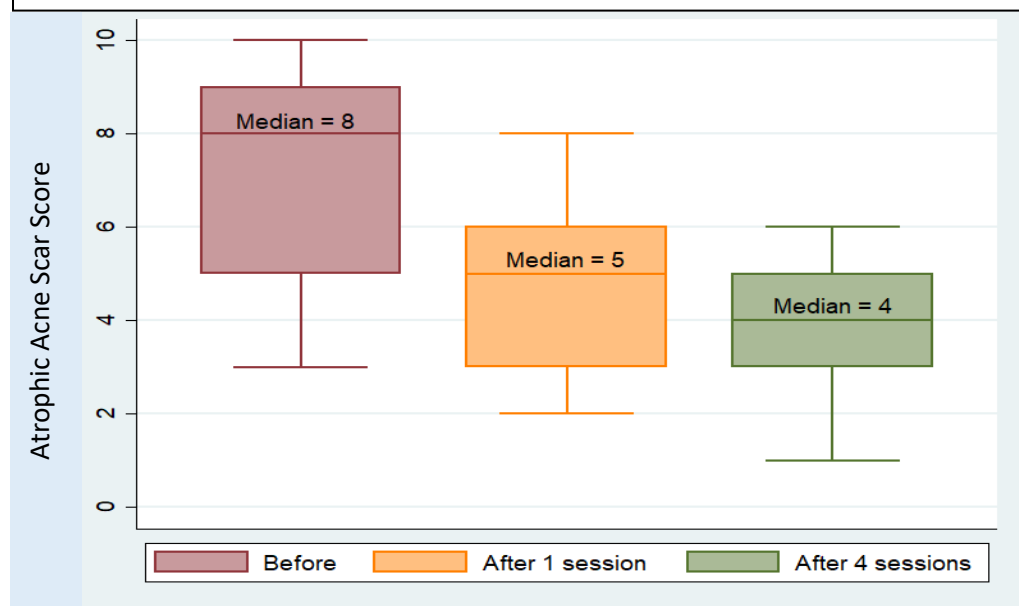 Atrophic Acne Scar Score
10
8
6
4
2
0
Median = 8
Median = 5
Median = 4
Before
After 1 session
After 4 sessions